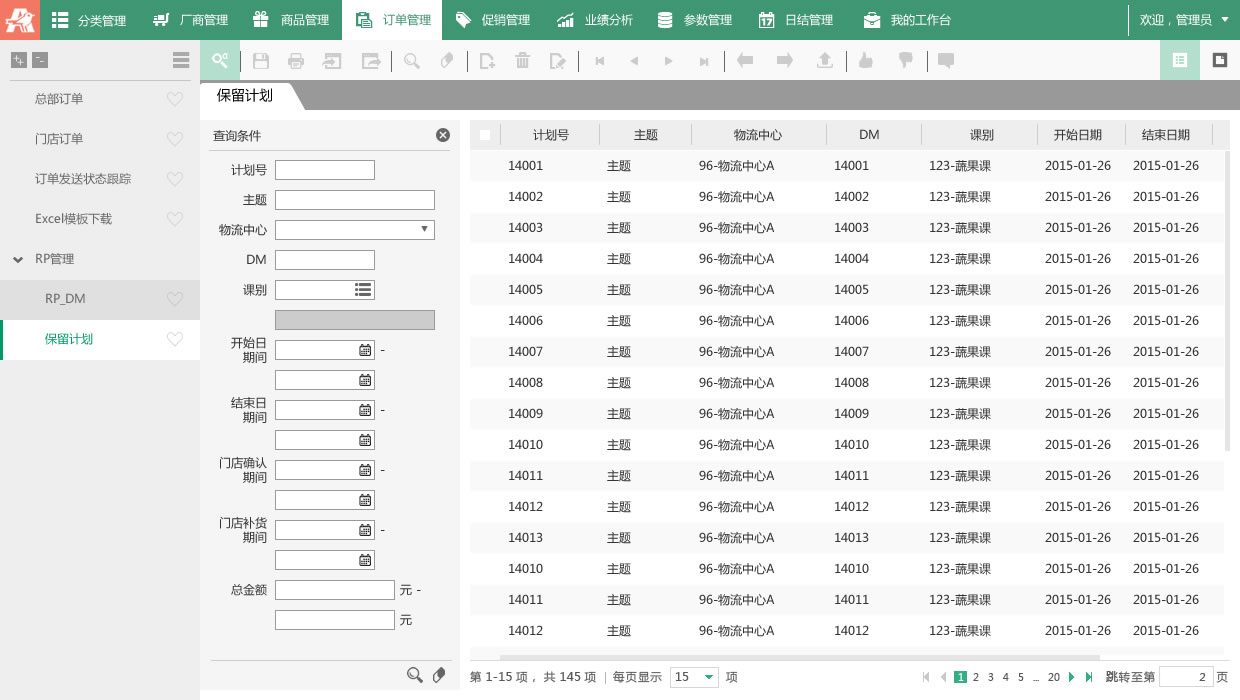 分类管理 厂商管理 商品管理 订单管理 促销管理 业绩分析 参数管理 17 日结管理 我的工作台 欢迎，管理员
总部订单
门店订单
订单发送状态跟踪
Excel模板下载
RP管理
RP_DM
保留计划
保留计划
查询条件
计划号
主题
物流中心
DM
课别
开始日期间 -
结束日期间 -
门店确认期间 -
门店补货期间 -
总金额 元 -
元
计划号 主题 物流中心 DM 课别 开始日期 结束日期
14001 主题 96-物流中心A 14001 123-蔬果课 2015-01-26 2015-01-26
14002 主题 96-物流中心A 14002 123-蔬果课 2015-01-26 2015-01-26
14003 主题 96-物流中心A 14003 123-蔬果课 2015-01-26 2015-01-26
14004 主题 96-物流中心A 14004 123-蔬果课 2015-01-26 2015-01-26
14005 主题 96-物流中心A 14005 123-蔬果课 2015-01-26 2015-01-26
14006 主题 96-物流中心A 14006 123-蔬果课 2015-01-26 2015-01-26
14007 主题 96-物流中心A 14007 123-蔬果课 2015-01-26 2015-01-26
14008 主题 96-物流中心A 14008 123-蔬果课 2015-01-26 2015-01-26
14009 主题 96-物流中心A 14009 123-蔬果课 2015-01-26 2015-01-26
14010 主题 96-物流中心A 14010 123-蔬果课 2015-01-26 2015-01-26
14011 主题 96-物流中心A 14011 123-蔬果课 2015-01-26 2015-01-26
14012 主题 96-物流中心A 14012 123-蔬果课 2015-01-26 2015-01-26
14013 主题 96-物流中心A 14013 123-蔬果课 2015-01-26 2015-01-26
14010 主题 96-物流中心A 14010 123-蔬果课 2015-01-26 2015-01-26
14011 主题 96-物流中心A 14011 123-蔬果课 2015-01-26 2015-01-26
14012 主题 96-物流中心A 14012 123-蔬果课 2015-01-26 2015-01-26
第 1-15 项，共 145 项 | 每页显示 15 项 1 2 3 4 5 ... 20 跳转至第 2 页